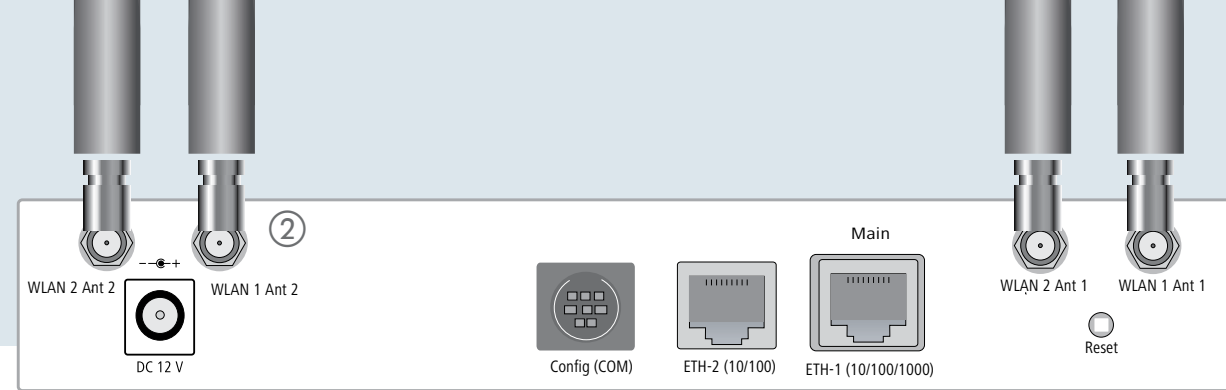 ②
Main
WLAN 2 Ant 2
WLAN 1 Ant 2
WLAN 2 Ant 1
WLAN 1 Ant 1
DC 12 V
Config (COM)
ETH-2 (10/100)
ETH-1 (10/100/1000)
Reset